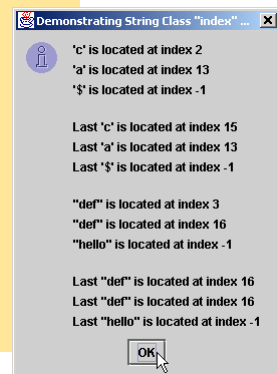 Demonstrating String Class "index" ...
'c' is located at index 2
'a' is located at index 13
'$' is located at index -1
Last 'c' is located at index 15
Last 'a' is located at index 13
Last '$' is located at index -1
"def" is located at index 3
"def" is located at index 16
"hello" is located at index -1
Last "def" is located at index 16
Last "def" is located at index 16
Last "hello" is located at index -1
OK